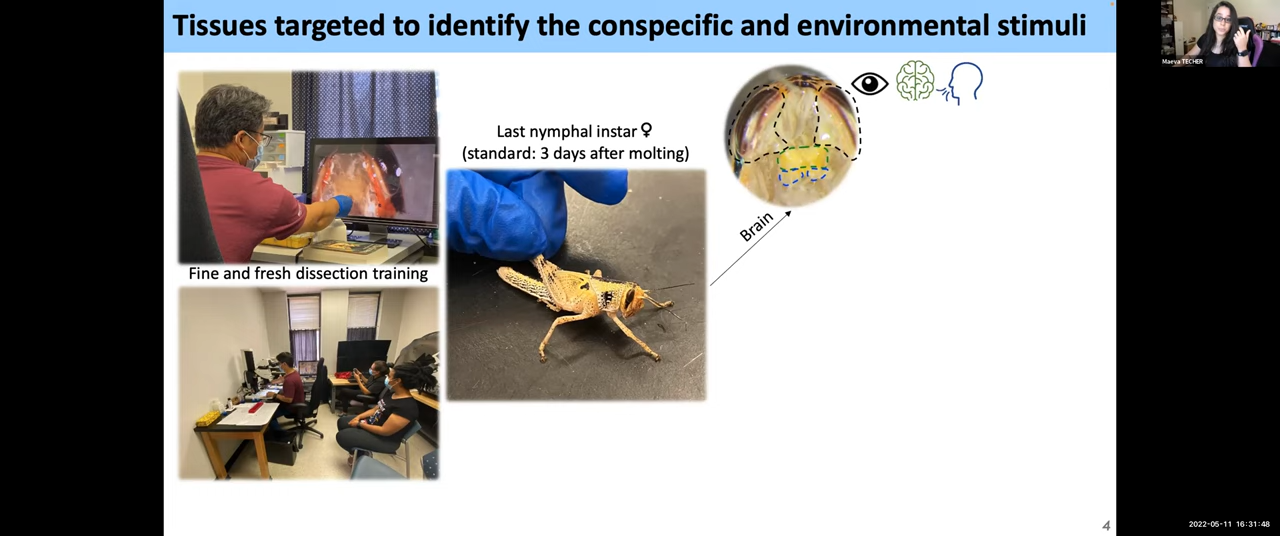 Tissues targeted to identify the conspecific and environmental stimuli
Maeva TECHER
Last nymphal instar ♀
(standard: 3 days after molting)
Brain
Fine and fresh dissection training
4
2022-05-11 16:31:48